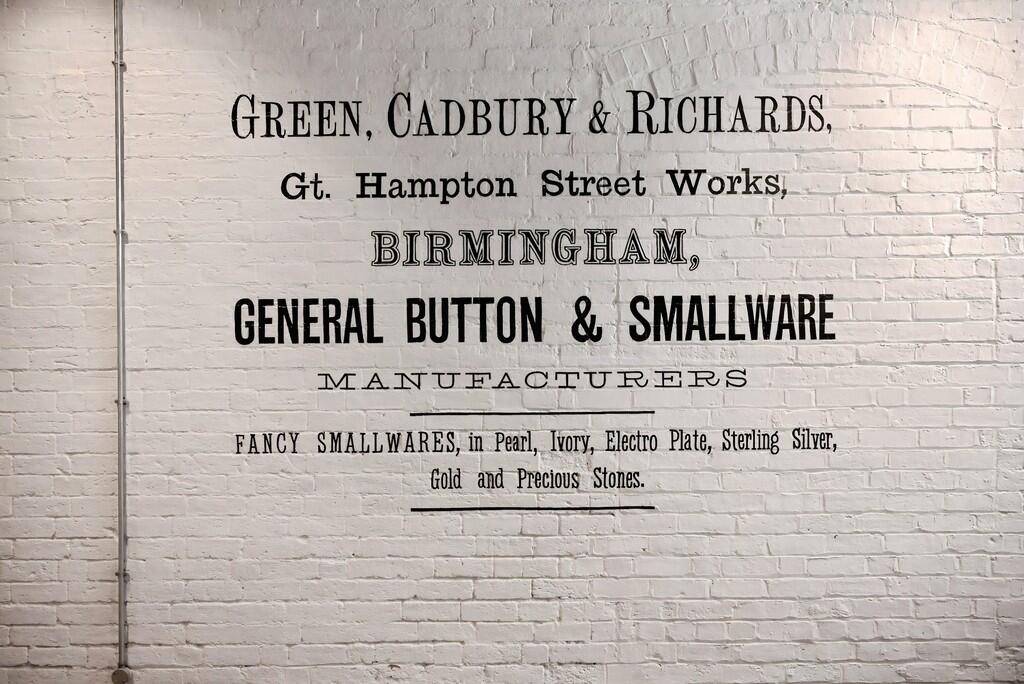 GREEN, CADBURY & RICHARDS,
Gt. Hampton Street Works,
BIRMINGHAM,
GENERAL BUTTON & SMALLWARE
MANUFACTURERS
FANCY SMALLWARES, in Pearl, Ivory, Electro Plate, Sterling Silver,
Gold and Precious Stones.